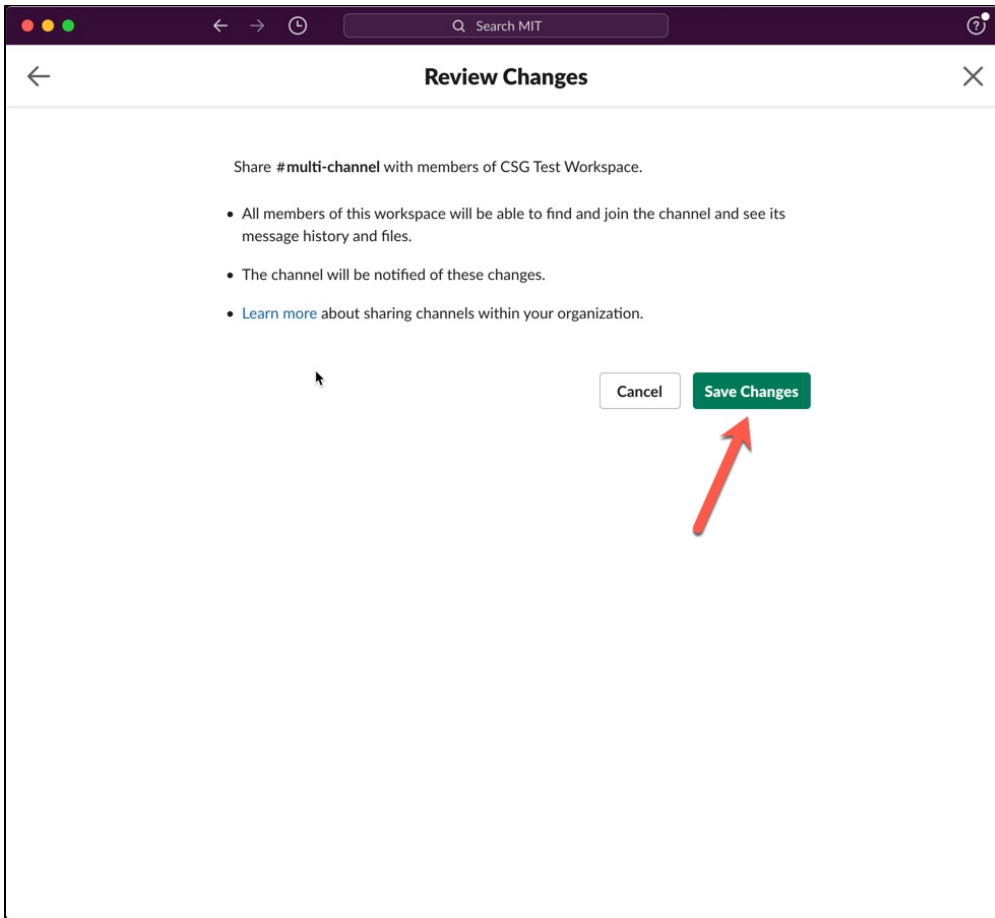 Search MIT
Review Changes
Share #multi-channel with members of CSG Test Workspace.
• All members of this workspace will be able to find and join the channel and see its
message history and files.
• The channel will be notified of these changes.
• Learn more about sharing channels within your organization.
Cancel Save Changes